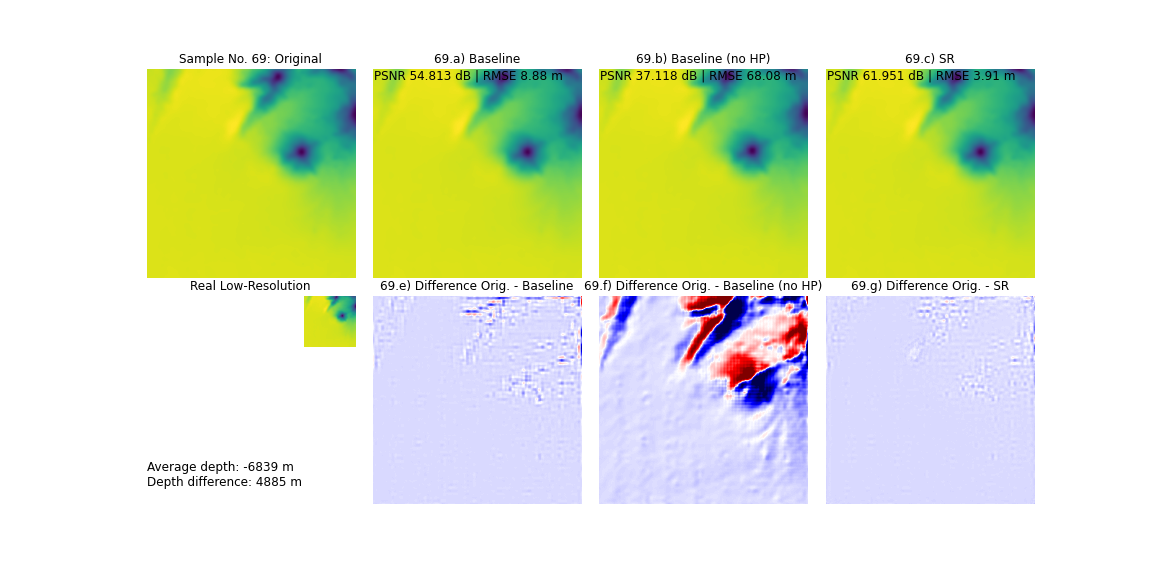 Sample No. 69: Original
69.a) Baseline
69.b) Baseline (no HP)
69.c) SR
PSNR 54.813 dB | RMSE 8.88 m
PSNR 37.118 dB | RMSE 68.08 m
PSNR 61.951 dB | RMSE 3.91 m
Real Low-Resolution
69.e) Difference Orig. - Baseline
69.f) Difference Orig. - Baseline (no HP)
69.g) Difference Orig. - SR
Average depth: -6839 m
Depth difference: 4885 m